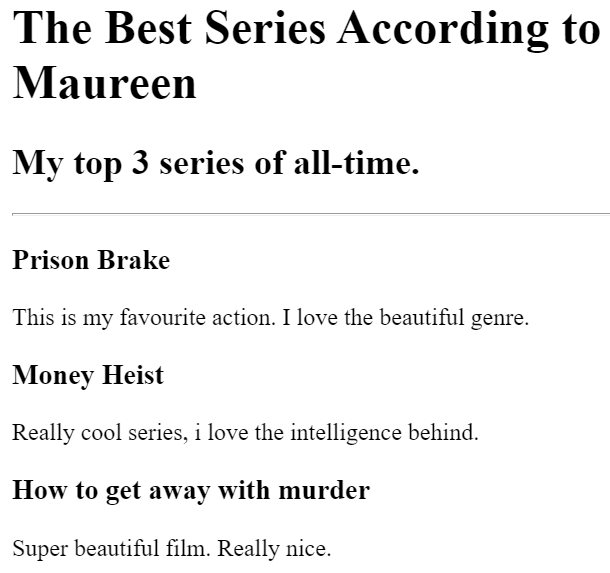 The Best Series According to
Maureen
My top 3 series of all-time.
Prison Brake
This is my favourite action. I love the beautiful genre.
Money Heist
Really cool series, i love the intelligence behind.
How to get away with murder
Super beautiful film. Really nice.